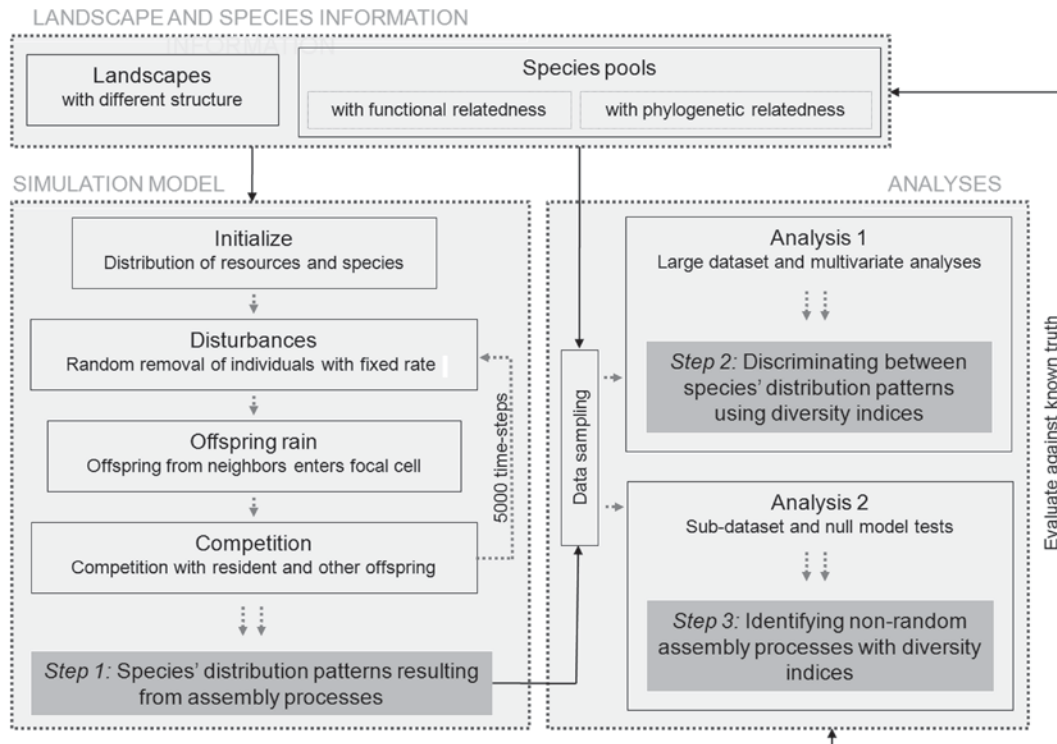 LANDSCAPE AND SPECIES INFORMATION
INFORMATION
Landscapes
with different structure
Species pools
with functional relatedness
with phylogenetic relatedness
SIMULATION MODEL
Initialize
Distribution of resources and species
Disturbances
Random removal of individuals with fixed rate
Offspring rain
Offspring from neighbors enters focal cell
Competition
Competition with resident and other offspring
5000 time-steps
Step 1: Species’ distribution patterns resulting
from assembly processes
Data sampling
ANALYSES
Analysis 1
Large dataset and multivariate analyses
Step 2: Discriminating between
species’ distribution patterns
using diversity indices
Analysis 2
Sub-dataset and null model tests
Step 3: Identifying non-random
assembly processes with diversity
indices
Evaluate against known truth